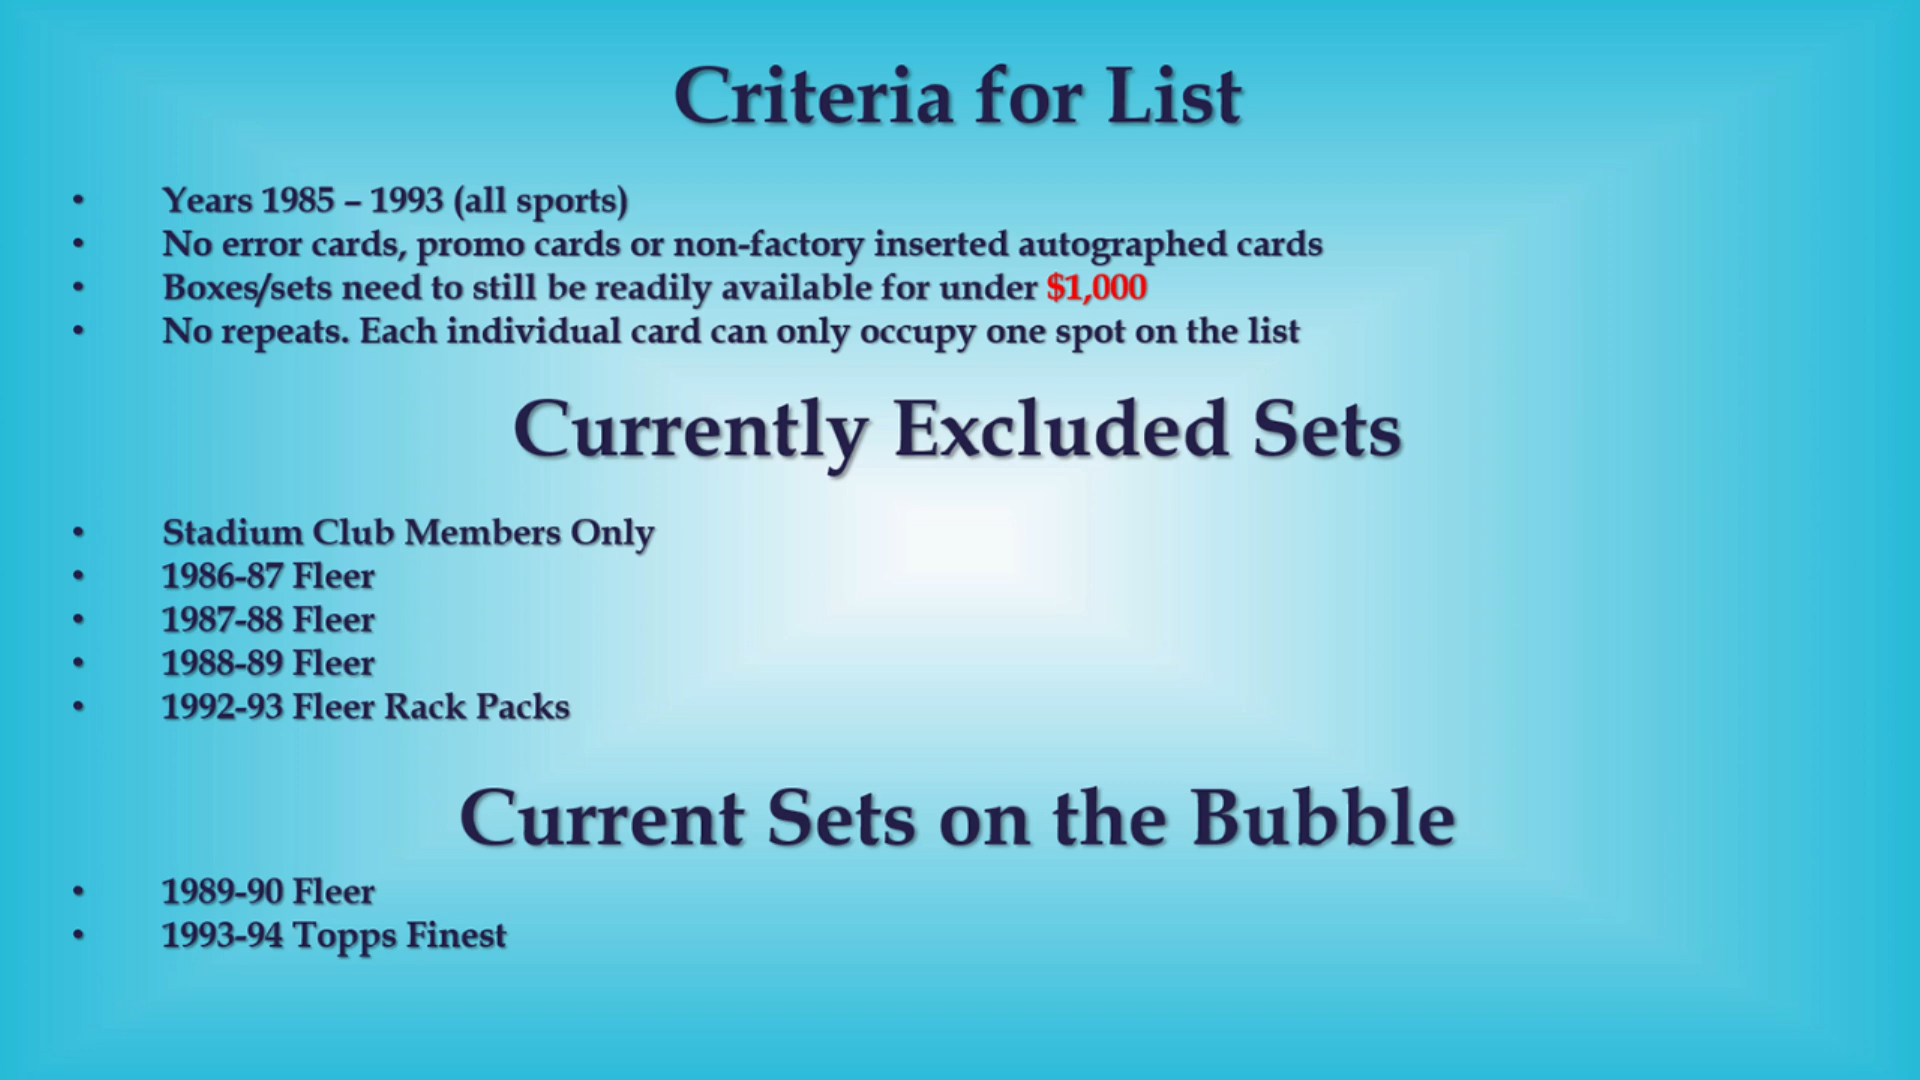 Criteria for List
• Years 1985 – 1993 (all sports)
• No error cards, promo cards or non-factory inserted autographed cards
• Boxes/sets need to still be readily available for under $1,000
• No repeats. Each individual card can only occupy one spot on the list
Currently Excluded Sets
• Stadium Club Members Only
• 1986-87 Fleer
• 1987-88 Fleer
• 1988-89 Fleer
• 1992-93 Fleer Rack Packs
Current Sets on the Bubble
• 1989-90 Fleer
• 1993-94 Topps Finest